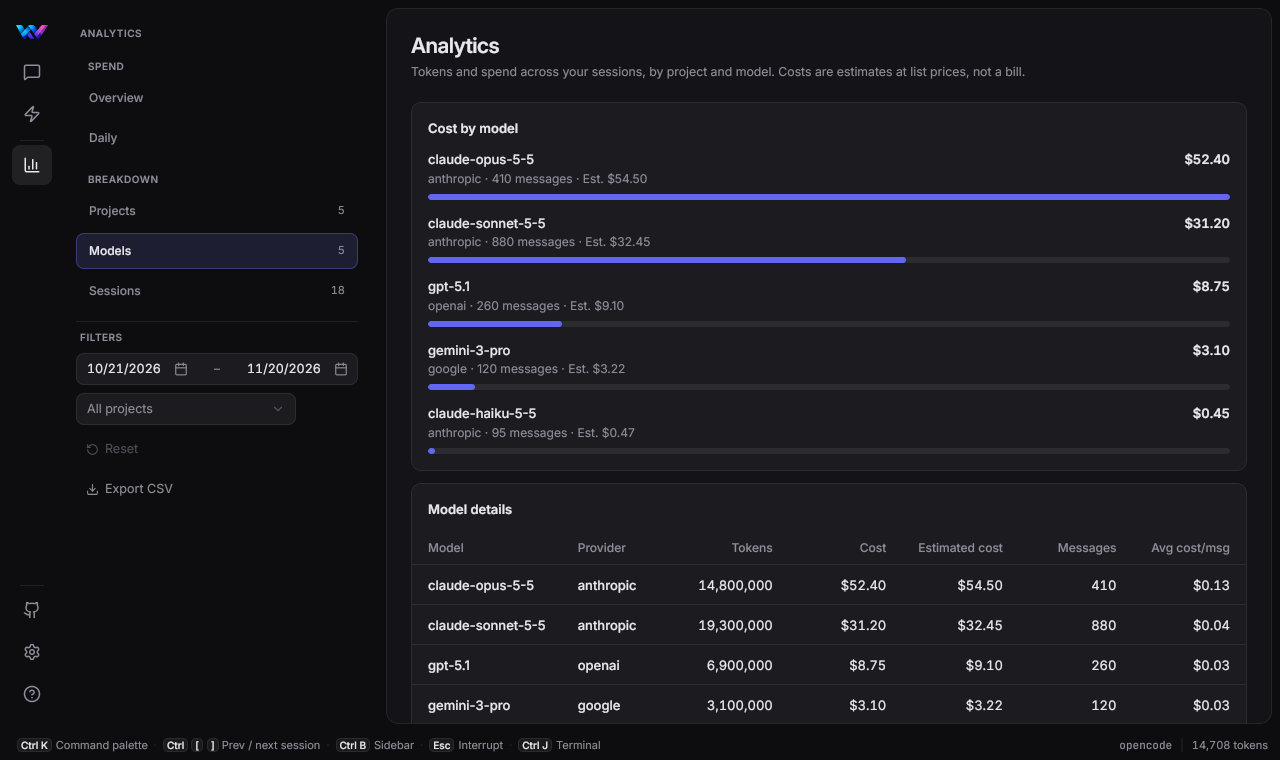 ANALYTICS
SPEND
Overview
Daily
BREAKDOWN
Projects 5
Models 5
Sessions 18
FILTERS
10/21/2026 – 11/20/2026
All projects
Reset
Export CSV
Analytics
Tokens and spend across your sessions, by project and model. Costs are estimates at list prices, not a bill.
Cost by model
claude-opus-5-5 $52.40
anthropic · 410 messages · Est. $54.50
claude-sonnet-5-5 $31.20
anthropic · 880 messages · Est. $32.45
gpt-5.1 $8.75
openai · 260 messages · Est. $9.10
gemini-3-pro $3.10
google · 120 messages · Est. $3.22
claude-haiku-5-5 $0.45
anthropic · 95 messages · Est. $0.47
Model details
Model Provider Tokens Cost Estimated cost Messages Avg cost/msg
claude-opus-5-5 anthropic 14,800,000 $52.40 $54.50 410 $0.13
claude-sonnet-5-5 anthropic 19,300,000 $31.20 $32.45 880 $0.04
gpt-5.1 openai 6,900,000 $8.75 $9.10 260 $0.03
gemini-3-pro google 3,100,000 $3.10 $3.22 120 $0.03
Ctrl K Command palette · Ctrl [ ] Prev / next session · Ctrl B Sidebar · Esc Interrupt · Ctrl J Terminal opencode 14,708 tokens